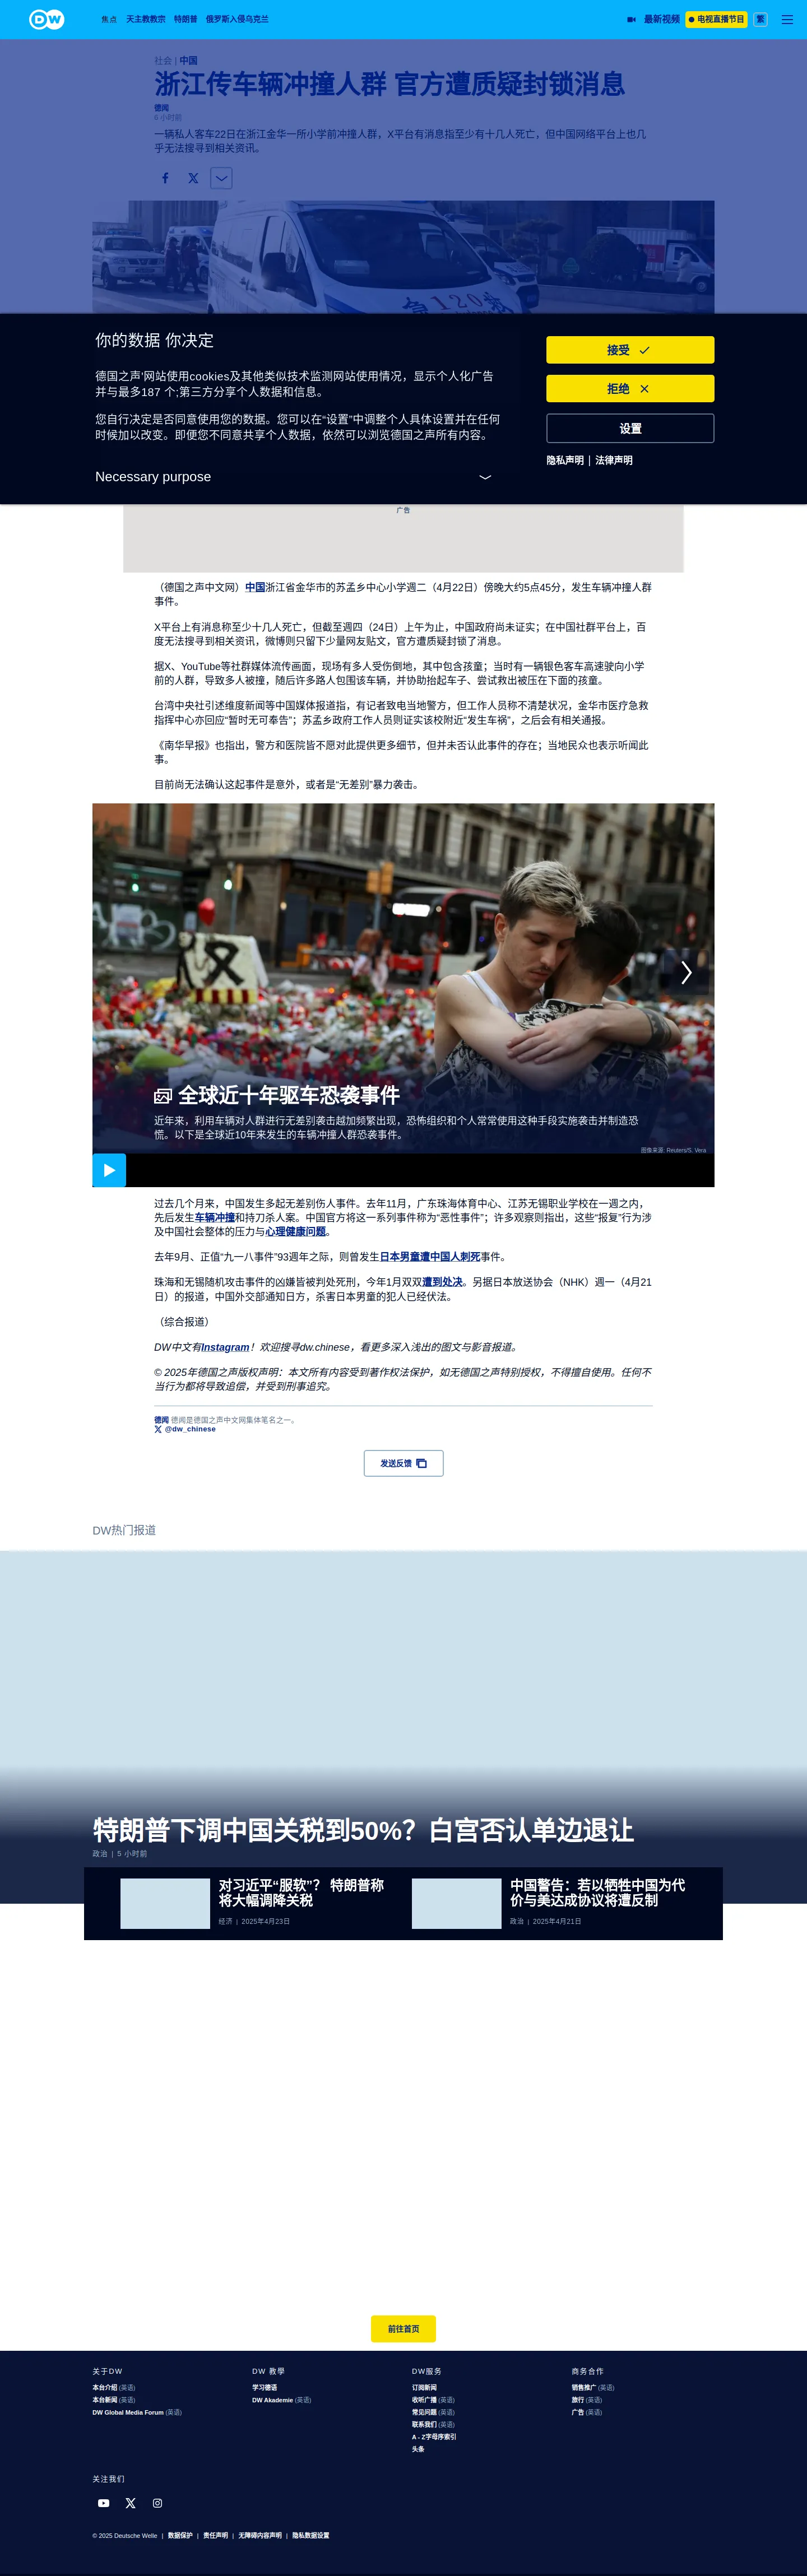 DW
焦点 天主教教宗 特朗普 俄罗斯入侵乌克兰
最新视频 电视直播节目 繁
社会 | 中国
浙江传车辆冲撞人群 官方遭质疑封锁消息
德闻
6 小时前
一辆私人客车22日在浙江金华一所小学前冲撞人群，X平台有消息指至少有十几人死亡，但中国网络平台上也几
乎无法搜寻到相关资讯。
120
你的数据 你决定
德国之声'网站使用cookies及其他类似技术监测网站使用情况，显示个人化广告
并与最多187 个;第三方分享个人数据和信息。
您自行决定是否同意使用您的数据。您可以在“设置”中调整个人具体设置并在任何
时候加以改变。即便您不同意共享个人数据，依然可以浏览德国之声所有内容。
Necessary purpose
接受
拒绝
设置
隐私声明 | 法律声明
广告
（德国之声中文网）中国浙江省金华市的苏孟乡中心小学週二（4月22日）傍晚大约5点45分，发生车辆冲撞人群
事件。
X平台上有消息称至少十几人死亡，但截至週四（24日）上午为止，中国政府尚未证实；在中国社群平台上，百
度无法搜寻到相关资讯，微博则只留下少量网友贴文，官方遭质疑封锁了消息。
据X、YouTube等社群媒体流传画面，现场有多人受伤倒地，其中包含孩童；当时有一辆银色客车高速驶向小学
前的人群，导致多人被撞，随后许多路人包围该车辆，并协助抬起车子、尝试救出被压在下面的孩童。
台湾中央社引述维度新闻等中国媒体报道指，有记者致电当地警方，但工作人员称不清楚状况，金华市医疗急救
指挥中心亦回应“暂时无可奉告”；苏孟乡政府工作人员则证实该校附近“发生车祸”，之后会有相关通报。
《南华早报》也指出，警方和医院皆不愿对此提供更多细节，但并未否认此事件的存在；当地民众也表示听闻此
事。
目前尚无法确认这起事件是意外，或者是“无差别”暴力袭击。
全球近十年驱车恐袭事件
近年来，利用车辆对人群进行无差别袭击越加频繁出现，恐怖组织和个人常常使用这种手段实施袭击并制造恐
慌。以下是全球近10年来发生的车辆冲撞人群恐袭事件。
图像来源: Reuters/S. Vera
过去几个月来，中国发生多起无差别伤人事件。去年11月，广东珠海体育中心、江苏无锡职业学校在一週之内，
先后发生车辆冲撞和持刀杀人案。中国官方将这一系列事件称为“恶性事件”；许多观察则指出，这些“报复”行为涉
及中国社会整体的压力与心理健康问题。
去年9月、正值“九一八事件”93週年之际，则曾发生日本男童遭中国人刺死事件。
珠海和无锡随机攻击事件的凶嫌皆被判处死刑，今年1月双双遭到处决。另据日本放送协会（NHK）週一（4月21
日）的报道，中国外交部通知日方，杀害日本男童的犯人已经伏法。
（综合报道）
DW中文有Instagram！欢迎搜寻dw.chinese，看更多深入浅出的图文与影音报道。
© 2025年德国之声版权声明：本文所有内容受到著作权法保护，如无德国之声特别授权，不得擅自使用。任何不
当行为都将导致追偿，并受到刑事追究。
德闻 德闻是德国之声中文网集体笔名之一。
@dw_chinese
发送反馈
DW热门报道
特朗普下调中国关税到50%？白宫否认单边退让
政治 | 5 小时前
对习近平“服软”？ 特朗普称
将大幅调降关税
经济 | 2025年4月23日
中国警告：若以牺牲中国为代
价与美达成协议将遭反制
政治 | 2025年4月21日
前往首页
关于DW
本台介绍 (英语)
本台新闻 (英语)
DW Global Media Forum (英语)
DW 教學
学习德语
DW Akademie (英语)
DW服务
订阅新闻
收听广播 (英语)
常见问题 (英语)
联系我们 (英语)
A - Z字母序索引
头条
商务合作
销售推广 (英语)
旅行 (英语)
广告 (英语)
关注我们
© 2025 Deutsche Welle | 数据保护 | 责任声明 | 无障碍内容声明 | 隐私数据设置